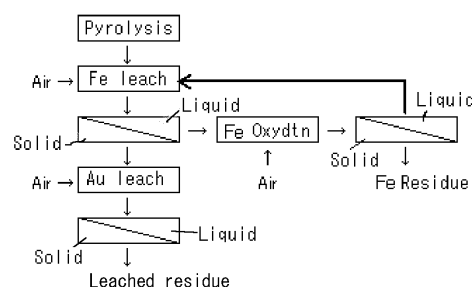 Pyrolysis
Air → Fe leach
Liquid
Liquid
Solid
→ Fe Oxydtn →
Solid
Air → Au leach
Air
Fe Residue
Solid
Liquid
Leached residue